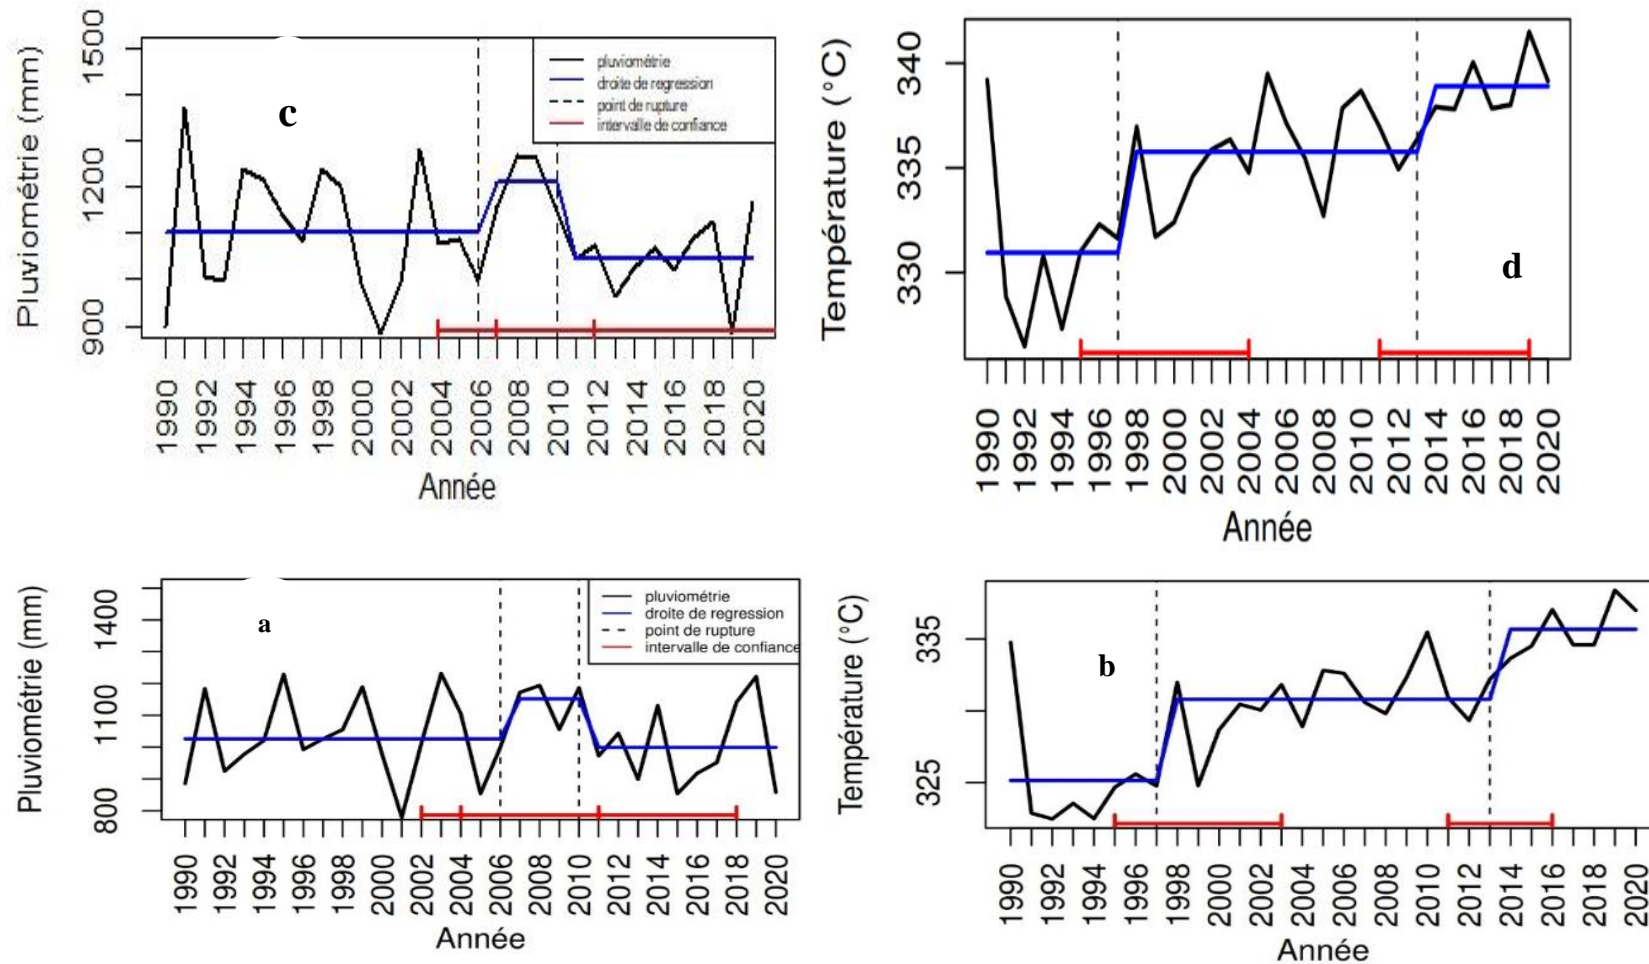 Pluviométrie (mm)
1500
1200
900
c
pluviométrie
droite de regression
point de rupture
intervalle de confiance
1990 1992 1994 1996 1998 2000 2002 2004 2006 2008 2010 2012 2014 2016 2018 2020
Année
Température (°C)
340
335
330
d
1990 1992 1994 1996 1998 2000 2002 2004 2006 2008 2010 2012 2014 2016 2018 2020
Année
Pluviométrie (mm)
1400
1100
800
a
pluviométrie
droite de regression
point de rupture
intervalle de confiance
1990 1992 1994 1996 1998 2000 2002 2004 2006 2008 2010 2012 2014 2016 2018 2020
Année
Température (°C)
335
325
b
1990 1992 1994 1996 1998 2000 2002 2004 2006 2008 2010 2012 2014 2016 2018 2020
Année